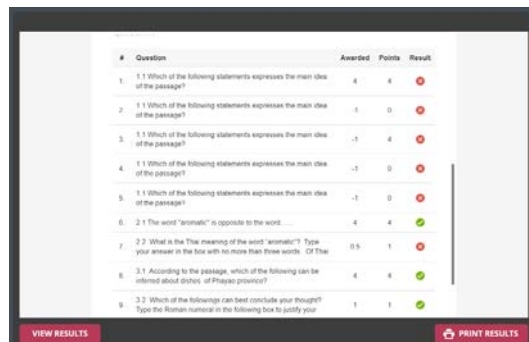 # Question Awarded Points Result
1. 1.1 Which of the following statements expresses the main idea 4 4
of the passage?
2. 1.1 Which of the following statements expresses the main idea -1 0
of the passage?
3. 1.1 Which of the following statements expresses the main idea -1 4
of the passage?
4. 1.1 Which of the following statements expresses the main idea -1 0
of the passage?
5. 1.1 Which of the following statements expresses the main idea -1 0
of the passage?
6. 2.1 The word "aromatic" is opposite to the word...... 4 4
7. 2.2 What is the Thai meaning of the word "aromatic"? Type 0.5 1
your answer in the box with no more than three words. Of Thai
8. 3.1 According to the passage, which of the following can be 4 4
inferred about dishes of Phayao province?
9. 3.2 Which of the followings can best conclude your thought? 1 1
Type the Roman numeral in the following box to justify your
VIEW RESULTS PRINT RESULTS